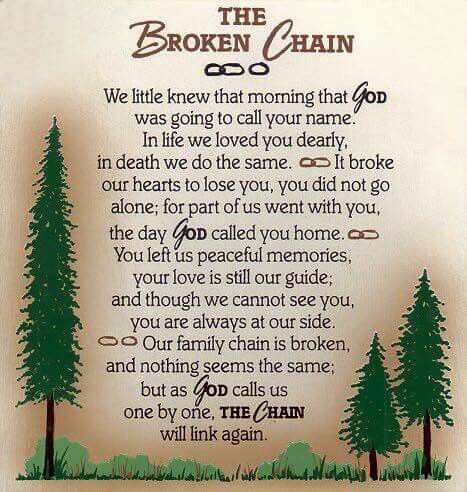 THE
BROKEN CHAIN
We little knew that morning that GOD
was going to call your name.
In life we loved you dearly,
in death we do the same. It broke
our hearts to lose you, you did not go
alone; for part of us went with you,
the day GOD called you home.
You left us peaceful memories,
your love is still our guide;
and though we cannot see you,
you are always at our side.
Our family chain is broken,
and nothing seems the same;
but as GOD calls us
one by one, THE CHAIN
will link again.